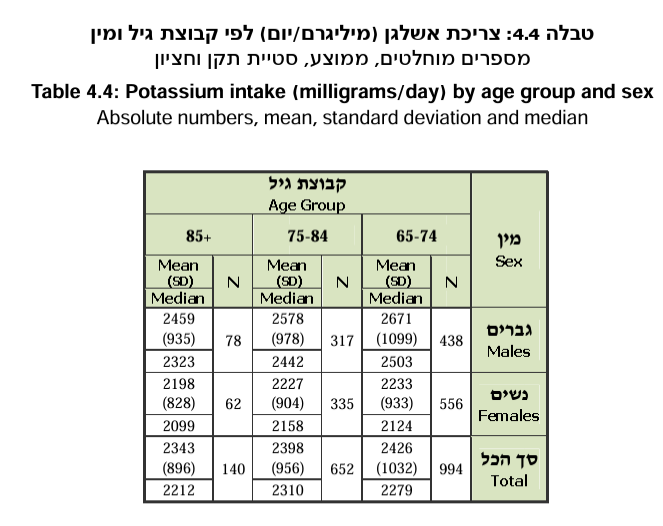 טבלה 4.4: צריכת אשלגן (מיליגרם/יום) לפי קבוצת גיל ומין
מספרים מוחלטים, ממוצע, סטיית תקן וחציון
Table 4.4: Potassium intake (milligrams/day) by age group and sex
Absolute numbers, mean, standard deviation and median
קבוצת גיל
Age Group
מין
Sex
85+ 75-84 65-74
Mean (SD) Median N Mean (SD) Median N Mean (SD) Median N
2459 2578 2671
(935) 78 (978) 317 (1099) 438 גברים Males
2323 2442 2503
2198 2227 2233
(828) 62 (904) 335 (933) 556 נשים Females
2099 2158 2124
2343 2398 2426
(896) 140 (956) 652 (1032) 994 סך הכל Total
2212 2310 2279